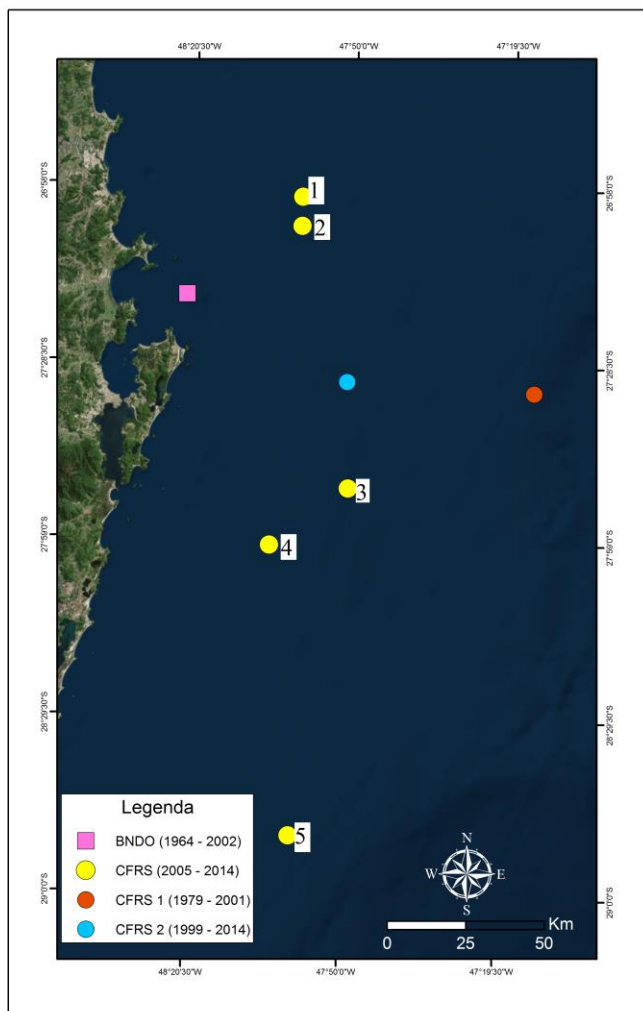 48°20'30"W 47°50'0"W 47°19'30"W
26°58'0"S 26°58'0"S
1
2
27°28'30"S 27°28'30"S
3
4
27°59'0"S 27°59'0"S
28°29'30"S 28°29'30"S
5
Legenda
BNDO (1964 - 2002)
CFRS (2005 - 2014)
CFRS 1 (1979 - 2001)
CFRS 2 (1999 - 2014)
N
W E
S
29°0'0"S 29°0'0"S
Km
0 25 50
48°20'30"W 47°50'0"W 47°19'30"W